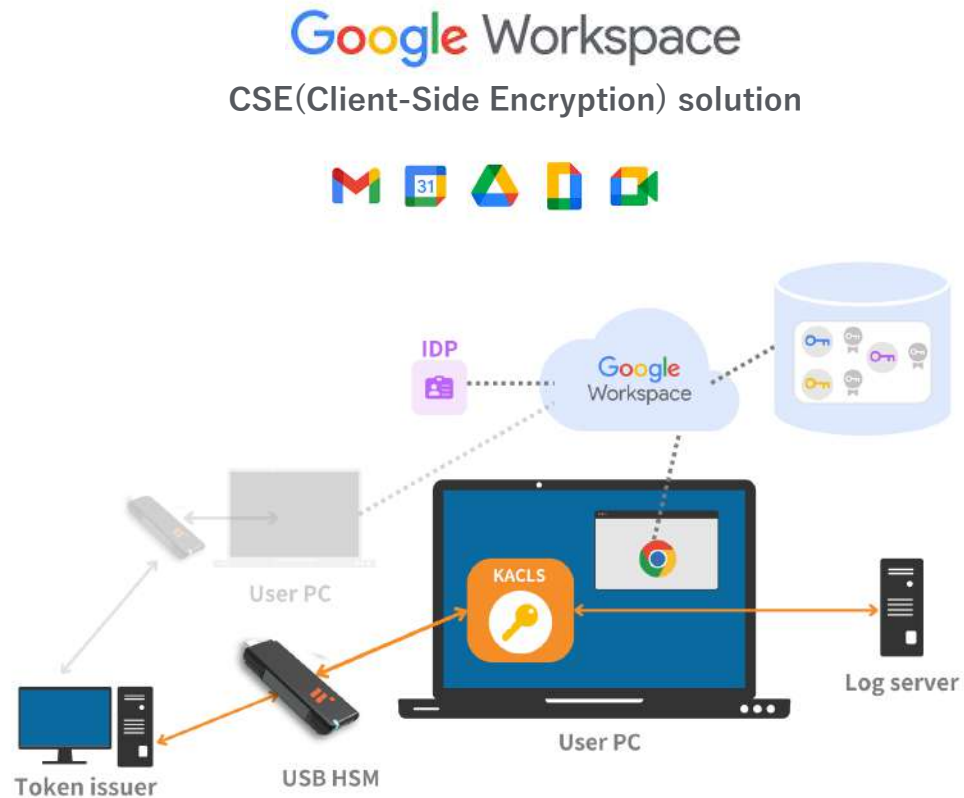 Google Workspace
CSE(Client-Side Encryption) solution
31
IDP
Google
Workspace
KACLS
User PC
Log server
User PC
USB HSM
Token issuer